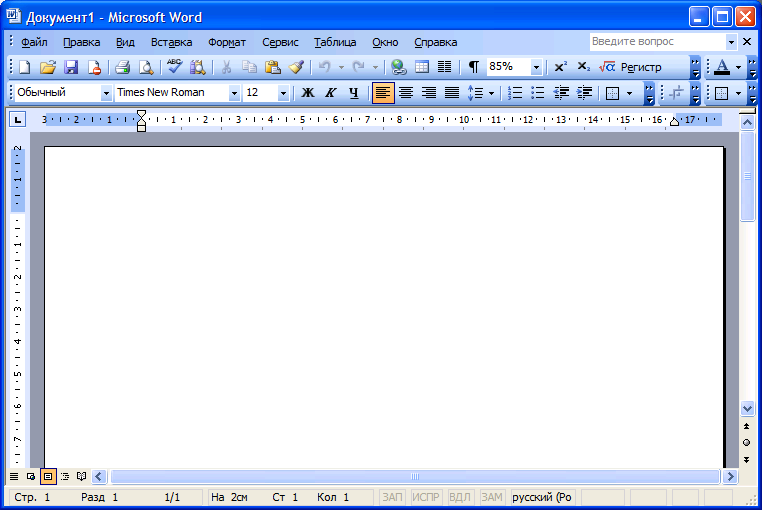 Документ1 - Microsoft Word
Файл Правка Вид Вставка Формат Сервис Таблица Окно Справка Введите вопрос
ABC ¶ 85% x² x₂ √α Регистр A
Обычный Times New Roman 12 Ж К Ч
3 2 1 1 2 3 4 5 6 7 8 9 10 11 12 13 14 15 16 17
2
1
1
2
3
4
5
6
7
Стр. 1 Разд 1 1/1 На 2см Ст 1 Кол 1 ЗАП ИСПР ВДЛ ЗАМ русский (Ро